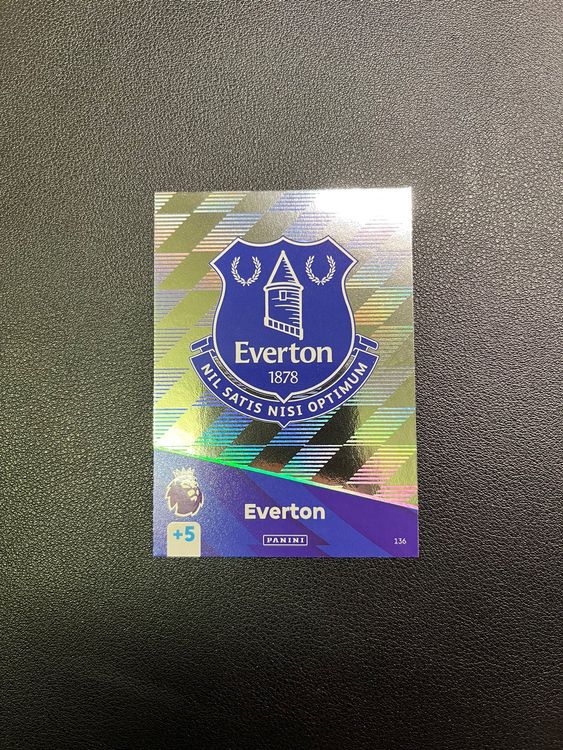 Everton
1878
NIL SATIS NISI OPTIMUM
Everton
+5
PANINI
136